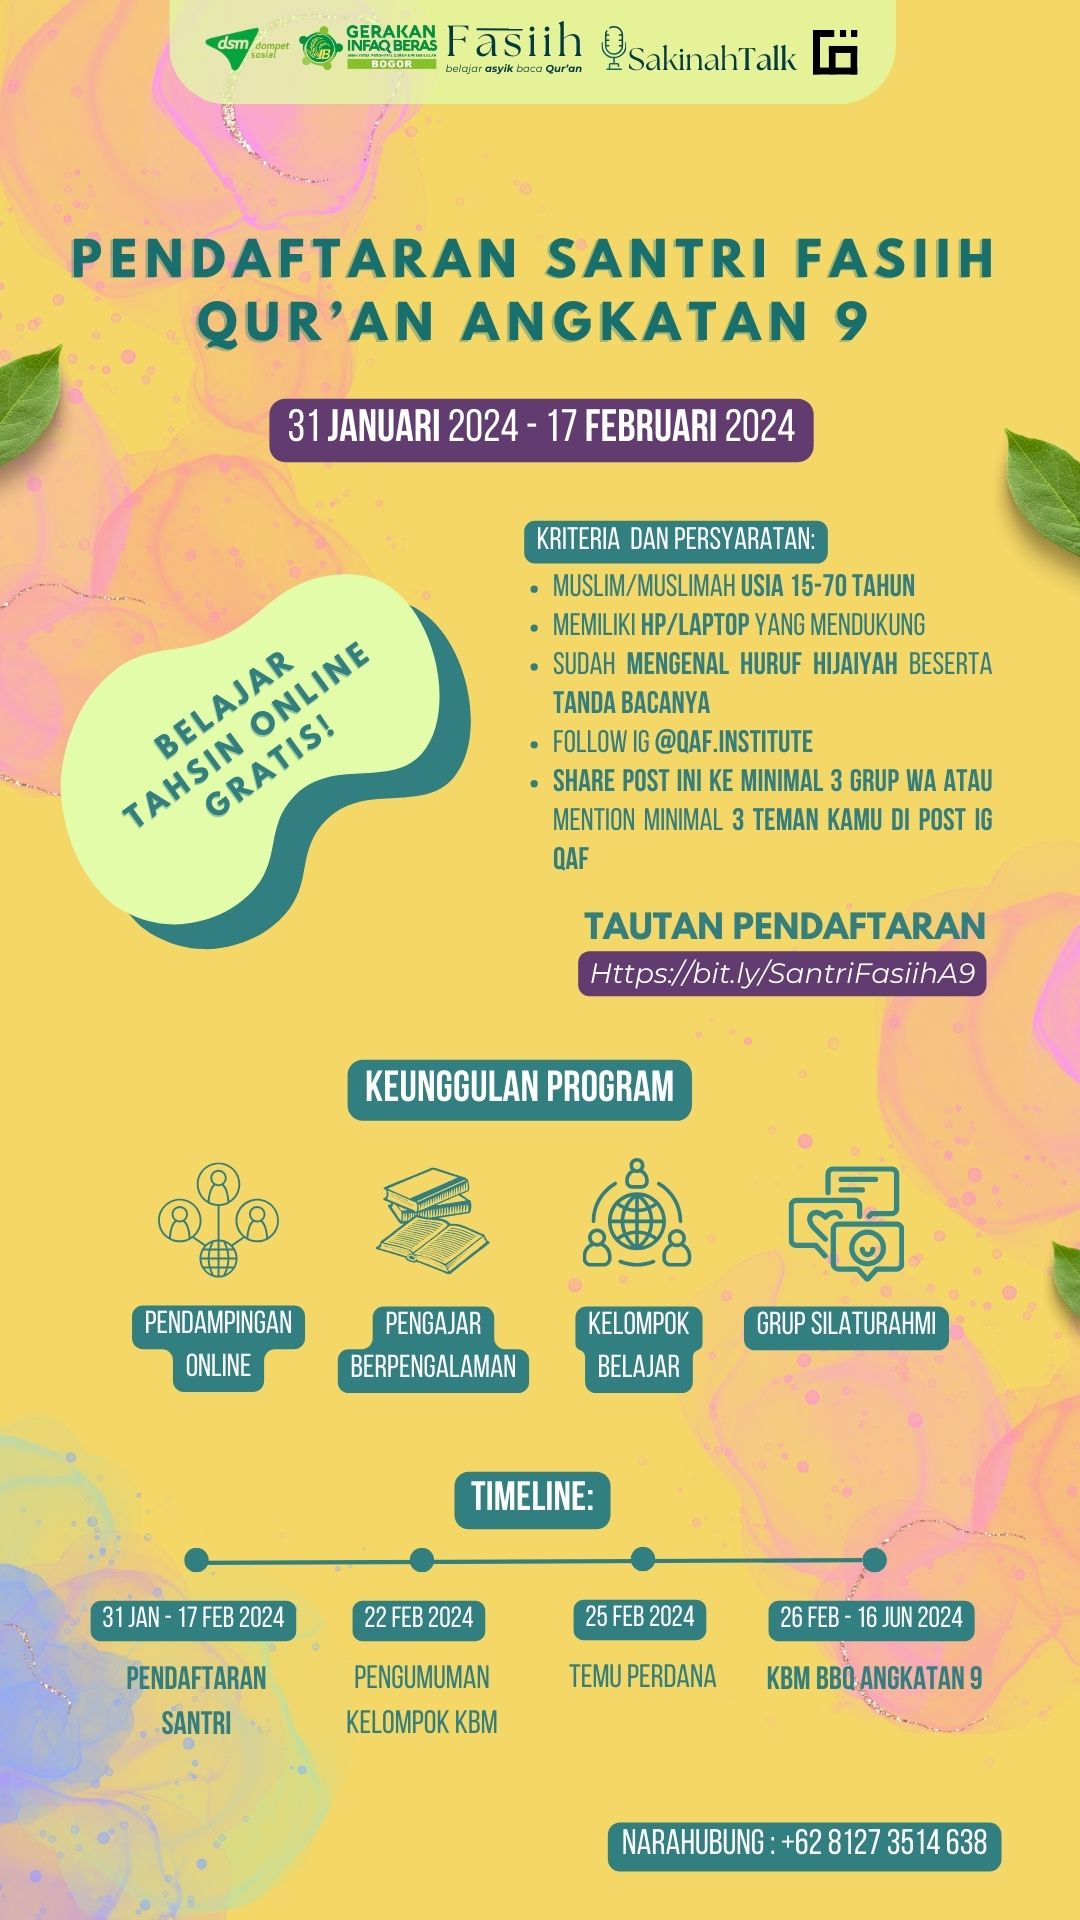 dsm dompet sosial
GERAKAN
INFAQ BERAS
BOGOR
Fasiih
belajar asyik baca Qur'an
SakinahTalk
PENDAFTARAN SANTRI FASIIH
QUR'AN ANGKATAN 9
31 JANUARI 2024 - 17 FEBRUARI 2024
BELAJAR
TAHSIN ONLINE
GRATIS!
KRITERIA DAN PERSYARATAN:
• MUSLIM/MUSLIMAH USIA 15-70 TAHUN
• MEMILIKI HP/LAPTOP YANG MENDUKUNG
• SUDAH MENGENAL HURUF HIJAIYAH BESERTA
TANDA BACANYA
• FOLLOW IG @QAF.INSTITUTE
• SHARE POST INI KE MINIMAL 3 GRUP WA ATAU
MENTION MINIMAL 3 TEMAN KAMU DI POST IG
QAF
TAUTAN PENDAFTARAN
Https://bit.ly/SantriFasiihA9
KEUNGGULAN PROGRAM
PENDAMPINGAN
ONLINE
PENGAJAR
BERPENGALAMAN
KELOMPOK
BELAJAR
GRUP SILATURAHMI
TIMELINE:
31 JAN - 17 FEB 2024
PENDAFTARAN
SANTRI
22 FEB 2024
PENGUMUMAN
KELOMPOK KBM
25 FEB 2024
TEMU PERDANA
26 FEB - 16 JUN 2024
KBM BBQ ANGKATAN 9
NARAHUBUNG : +62 8127 3514 638